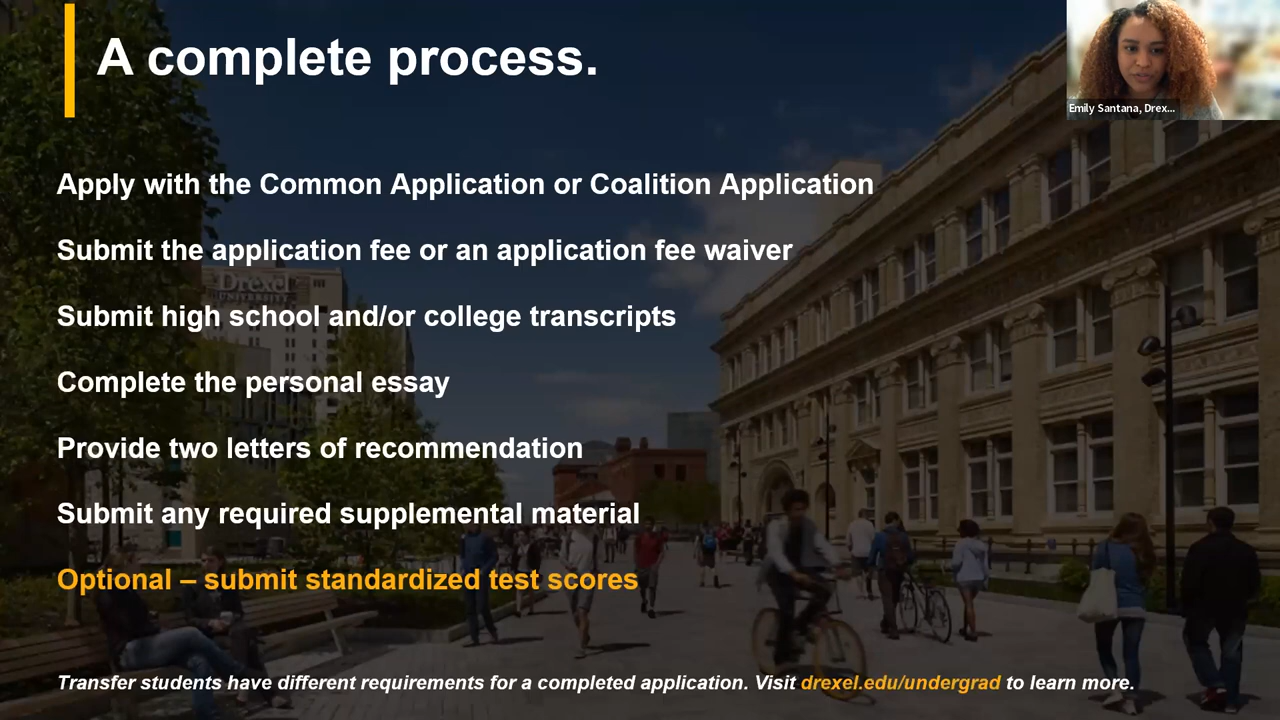 A complete process.
Emily Santana, Drex...
Apply with the Common Application or Coalition Application
Submit the application fee or an application fee waiver
Drexel
UNIVERSITY
Submit high school and/or college transcripts
Complete the personal essay
Provide two letters of recommendation
Submit any required supplemental material
Optional – submit standardized test scores
Transfer students have different requirements for a completed application. Visit drexel.edu/undergrad to learn more.